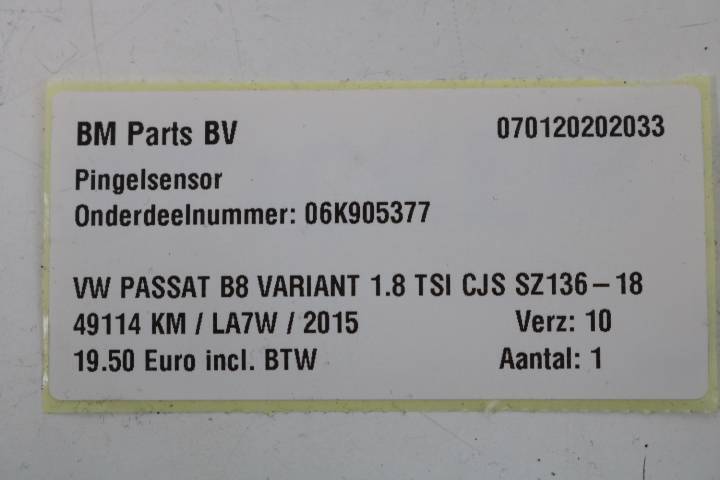 BM Parts BV 070120202033
Pingelsensor
Onderdeelnummer: 06K905377
VW PASSAT B8 VARIANT 1.8 TSI CJS SZ136-18
49114 KM / LA7W / 2015 Verz: 10
19.50 Euro incl. BTW Aantal: 1